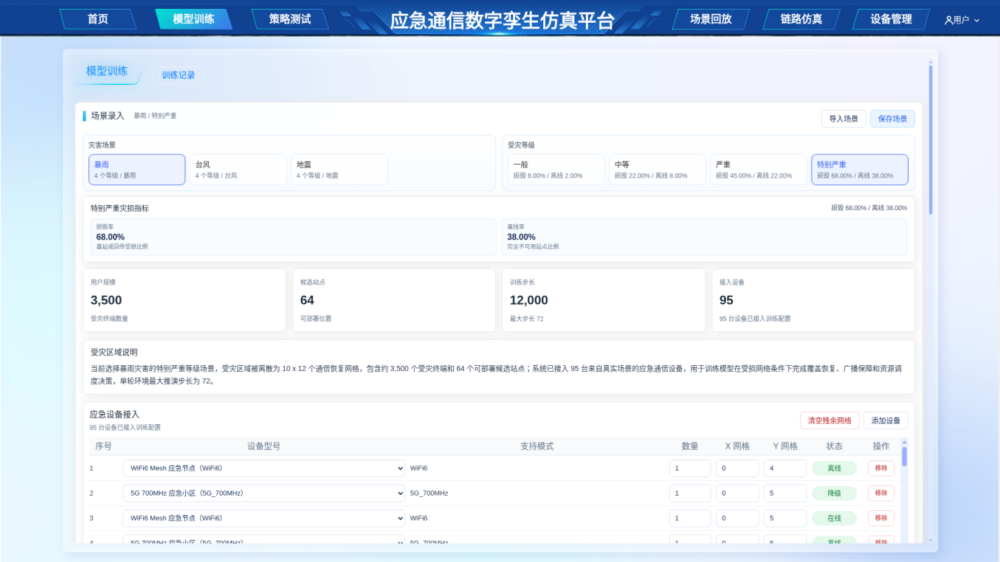 首页
模型训练
策略测试
应急通信数字孪生仿真平台
场景回放
链路仿真
设备管理
用户
模型训练
训练记录
场景录入 暴雨 / 特别严重
导入场景
保存场景
灾害场景
暴雨
4 个等级 / 暴雨
台风
4 个等级 / 台风
地震
4 个等级 / 地震
受灾等级
一般
损毁 8.00% / 离线 2.00%
中等
损毁 22.00% / 离线 8.00%
严重
损毁 45.00% / 离线 22.00%
特别严重
损毁 68.00% / 离线 38.00%
特别严重灾损指标
损毁 68.00% / 离线 38.00%
损毁率
68.00%
基站或回传受损比例
离线率
38.00%
完全不可用站点比例
用户规模
3,500
受灾终端数量
候选站点
64
可部署位置
训练步长
12,000
最大步长 72
接入设备
95
95 台设备已接入训练配置
受灾区域说明
当前选择暴雨灾害的特别严重等级场景，受灾区域被离散为 10 x 12 个通信恢复网格，包含约 3,500 个受灾终端和 64 个可部署候选站点；系统已接入 95 台来自真实场景的应急通信设备，用于训练模型在受损网络条件下完成覆盖恢复、广播保障和资源调
度决策，单轮环境最大推演步长为 72。
应急设备接入
95 台设备已接入训练配置
清空残余网络
添加设备
序号 设备型号 支持模式 数量 X 网格 Y 网格 状态 操作
1 WiFi6 Mesh 应急节点（WiFi6） WiFi6 1 0 4 离线 移除
2 5G 700MHz 应急小区（5G_700MHz） 5G_700MHz 1 0 5 降级 移除
3 WiFi6 Mesh 应急节点（WiFi6） WiFi6 1 0 5 在线 移除
4 5G 700MHz 应急小区（5G_700MHz） 5G_700MHz 1 0 6 离线 移除